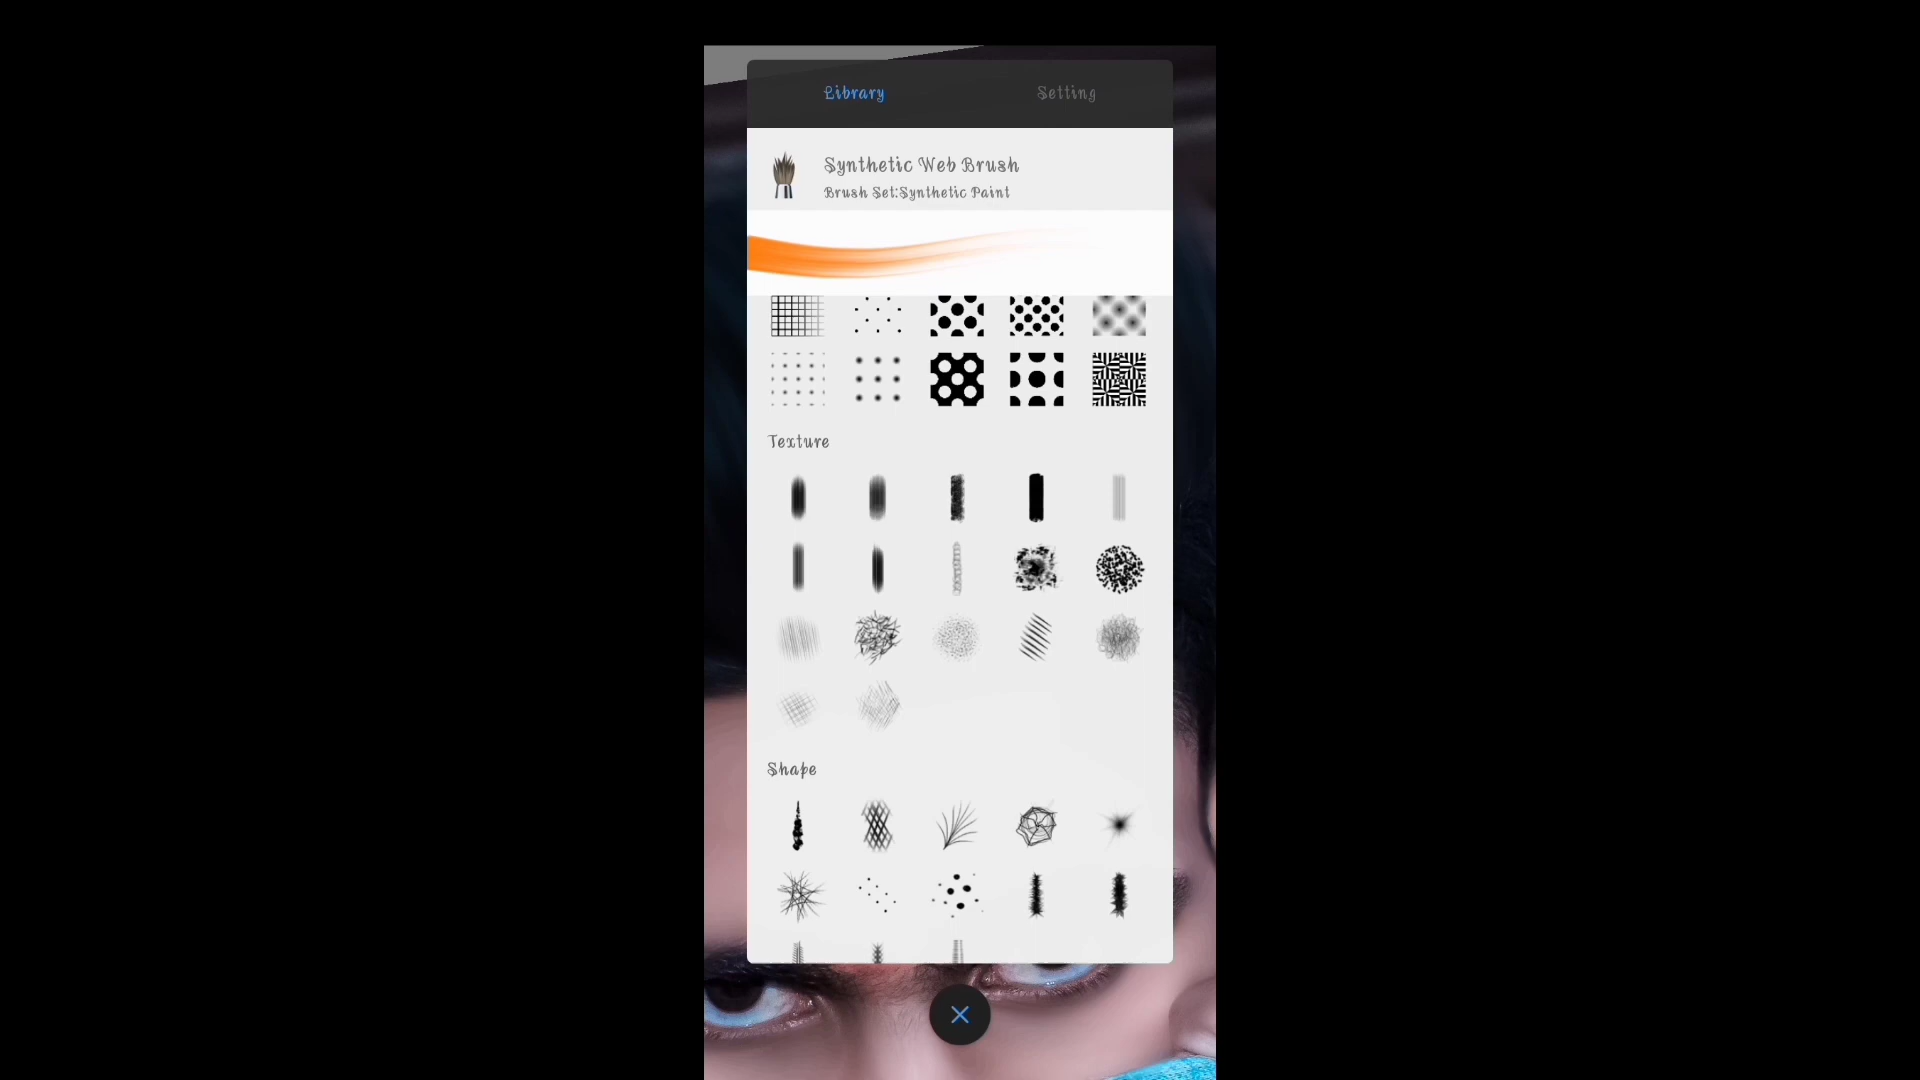 Library
Setting
Synthetic Web Brush
Brush Set:Synthetic Paint
Texture
Shape